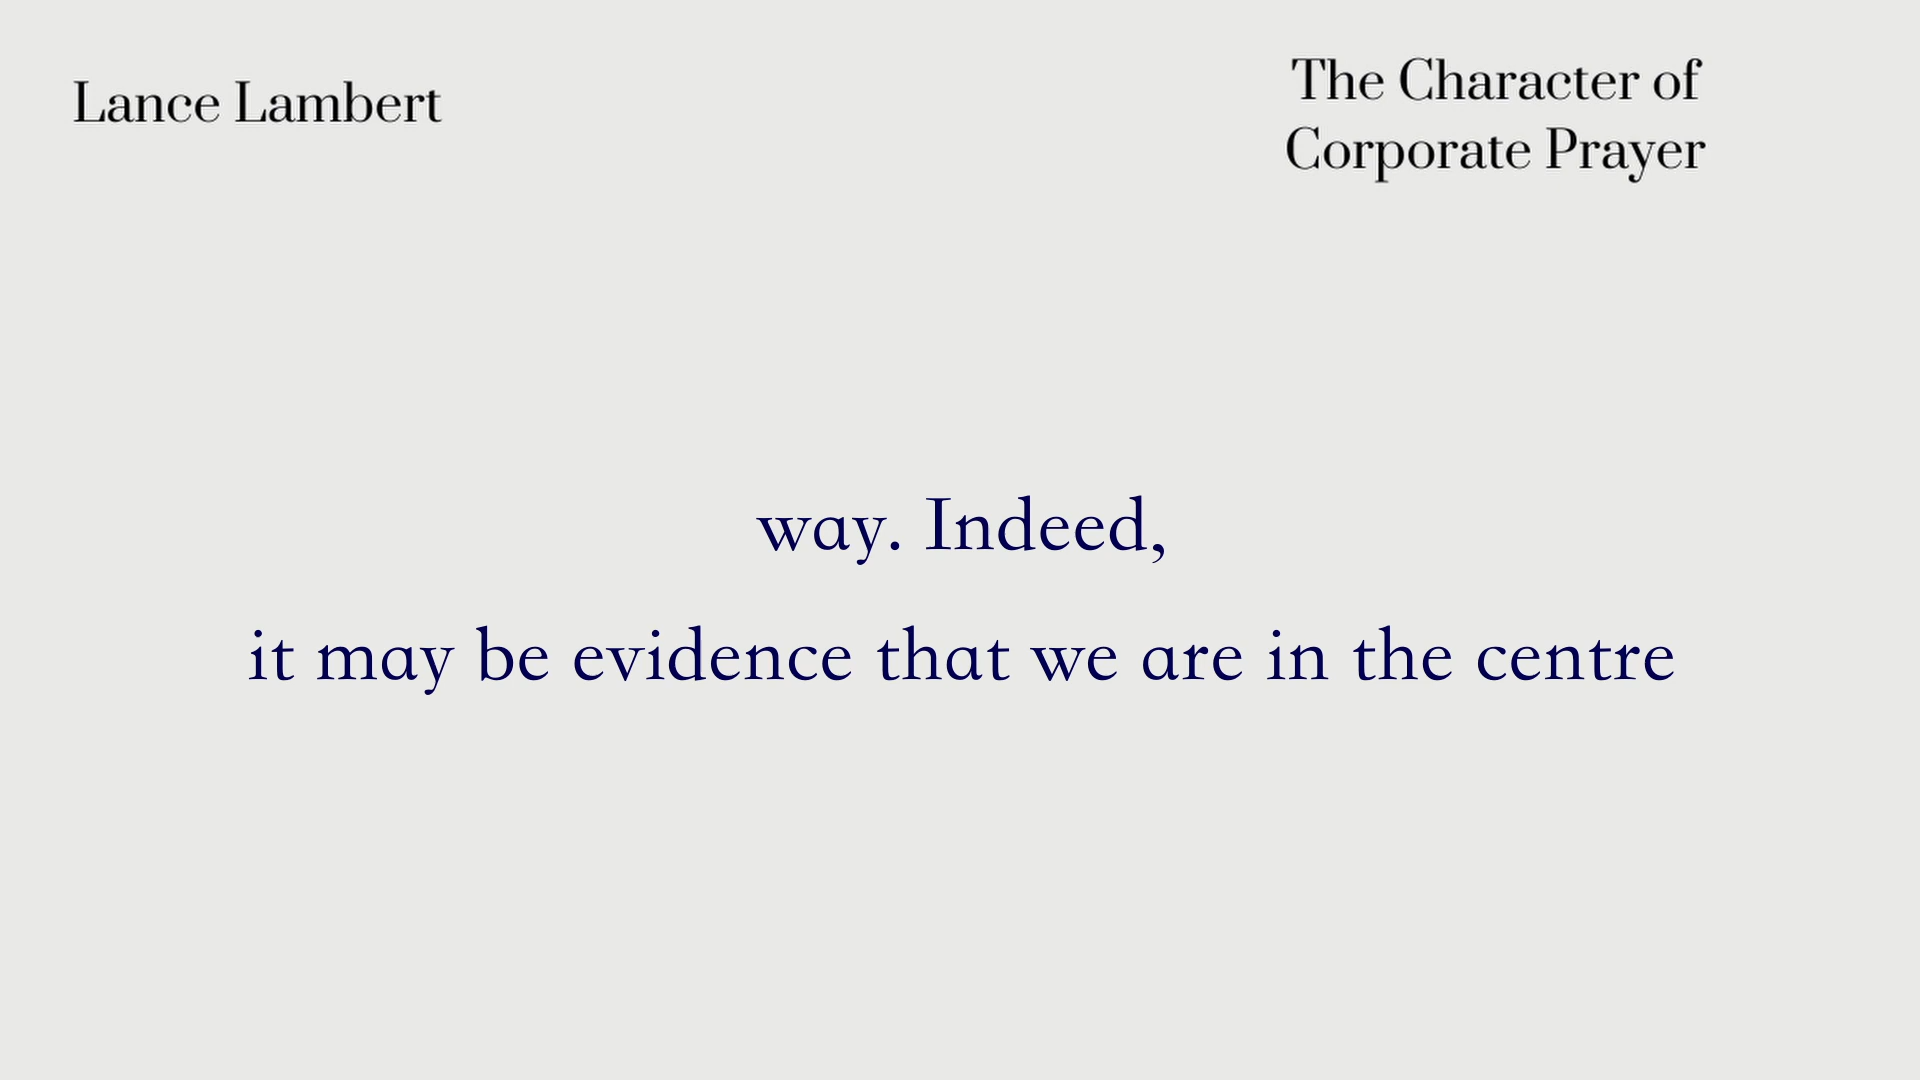 Lance Lambert
The Character of
Corporate Prayer
way. Indeed,
it may be evidence that we are in the centre